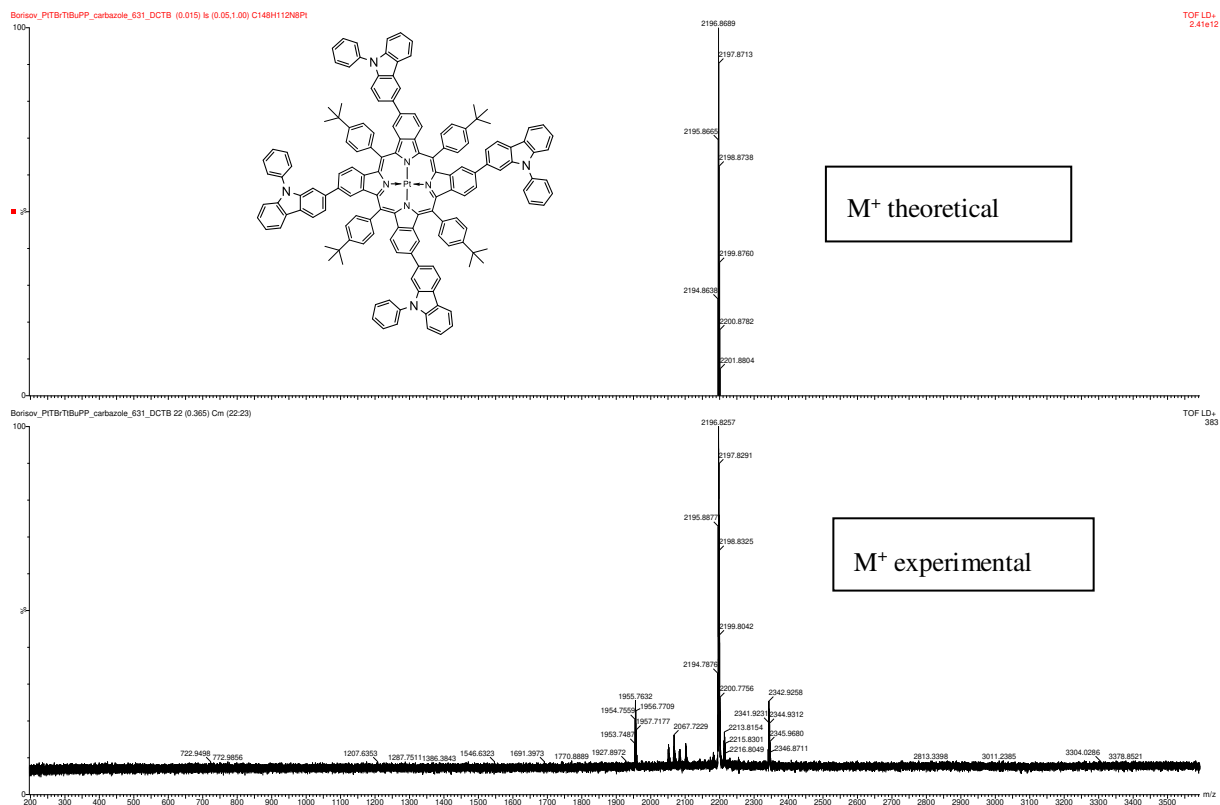 Borisov_PtTBrTtBuPP_carbazole_631_DCTB (0.015) Is (0.05,1.00) C148H112N8Pt
TOF LD+
2.41e12
100
%
0
2196.8689
2197.8713
2195.8665
2198.8738
2199.8760
2194.8638
2200.8782
2201.8804
N
N
N
N
N
Pt
N
N
N
M+ theoretical
Borisov_PtTBrTtBuPP_carbazole_631_DCTB 22 (0.365) Cm (22:23)
TOF LD+
383
100
%
0
2196.8257
2197.8291
2195.8877
2198.8325
2199.8042
2194.7876
2200.7756
1955.7632
1956.7709
1954.7559
1957.7177
1953.7487
2067.7229
2342.9258
2341.9231
2344.9312
2345.9680
2346.8711
2213.8154
2215.8301
2216.8049
722.9498
772.9856
1207.6353
1287.7511
1386.3843
1546.6323
1691.3973
1770.8889
1927.8972
2813.3398
3011.2385
3304.0286
3378.8521
M+ experimental
200 300 400 500 600 700 800 900 1000 1100 1200 1300 1400 1500 1600 1700 1800 1900 2000 2100 2200 2300 2400 2500 2600 2700 2800 2900 3000 3100 3200 3300 3400 3500 m/z